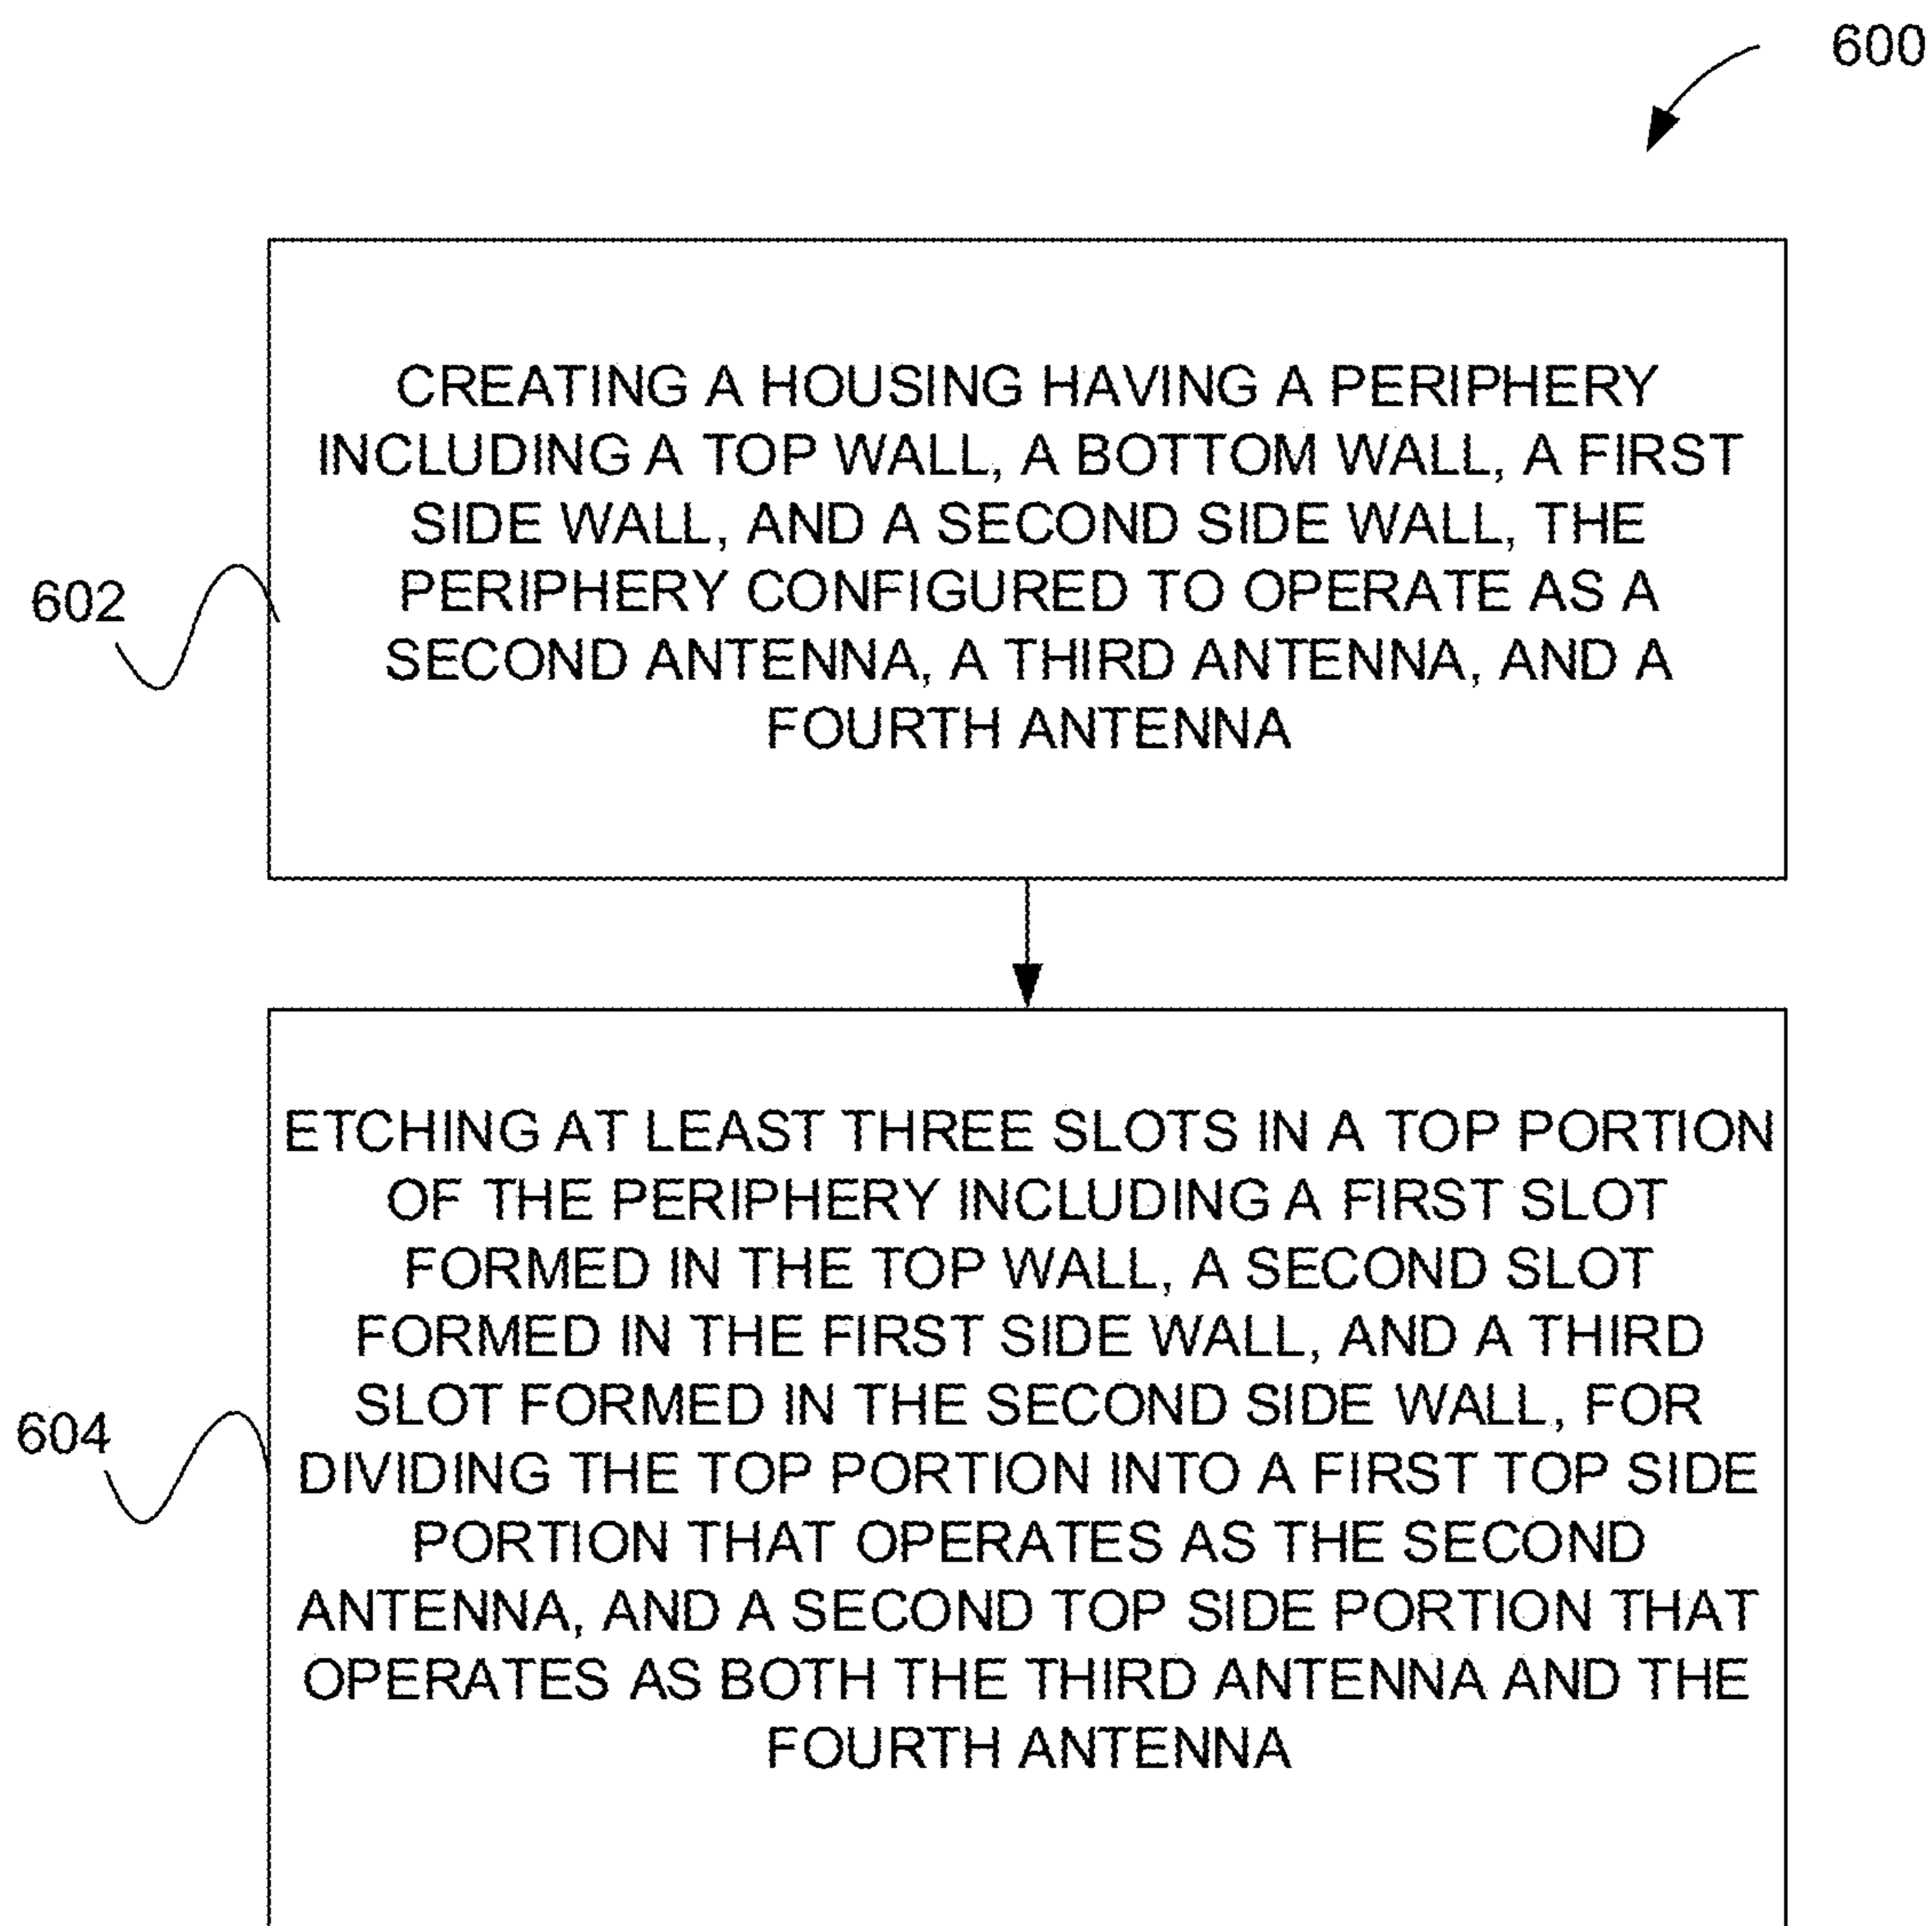 600
CREATING A HOUSING HAVING A PERIPHERY
INCLUDING A TOP WALL, A BOTTOM WALL, A FIRST
SIDE WALL, AND A SECOND SIDE WALL, THE
PERIPHERY CONFIGURED TO OPERATE AS A
SECOND ANTENNA, A THIRD ANTENNA, AND A
FOURTH ANTENNA
602
ETCHING AT LEAST THREE SLOTS IN A TOP PORTION
OF THE PERIPHERY INCLUDING A FIRST SLOT
FORMED IN THE TOP WALL, A SECOND SLOT
FORMED IN THE FIRST SIDE WALL, AND A THIRD
SLOT FORMED IN THE SECOND SIDE WALL, FOR
DIVIDING THE TOP PORTION INTO A FIRST TOP SIDE
PORTION THAT OPERATES AS THE SECOND
ANTENNA, AND A SECOND TOP SIDE PORTION THAT
OPERATES AS BOTH THE THIRD ANTENNA AND THE
FOURTH ANTENNA
604